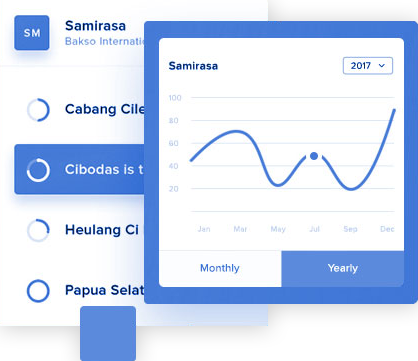 SM
Samirasa
Bakso Internati
Cabang Cile
Cibodas is t
Heulang Ci
Papua Selat
Samirasa
2017
100
80
60
40
20
Jan Mar May Jul Sep Dec
Monthly
Yearly